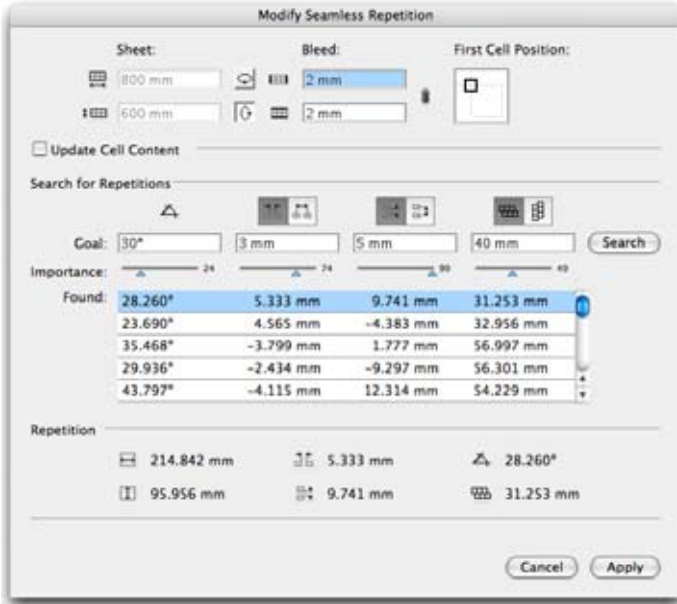 Modify Seamless Repetition
Sheet: Bleed: First Cell Position:
800 mm 2 mm
600 mm 2 mm
Update Cell Content
Search for Repetitions
Goal: 30° 3 mm 5 mm 40 mm Search
Importance: 24 74 99 49
Found: 28.260° 5.333 mm 9.741 mm 31.253 mm
23.690° 4.565 mm -4.383 mm 32.956 mm
35.468° -3.799 mm 1.777 mm 56.997 mm
29.936° -2.434 mm -9.297 mm 56.301 mm
43.797° -4.115 mm 12.314 mm 54.229 mm
Repetition
214.842 mm 5.333 mm 28.260°
95.956 mm 9.741 mm 31.253 mm
Cancel Apply